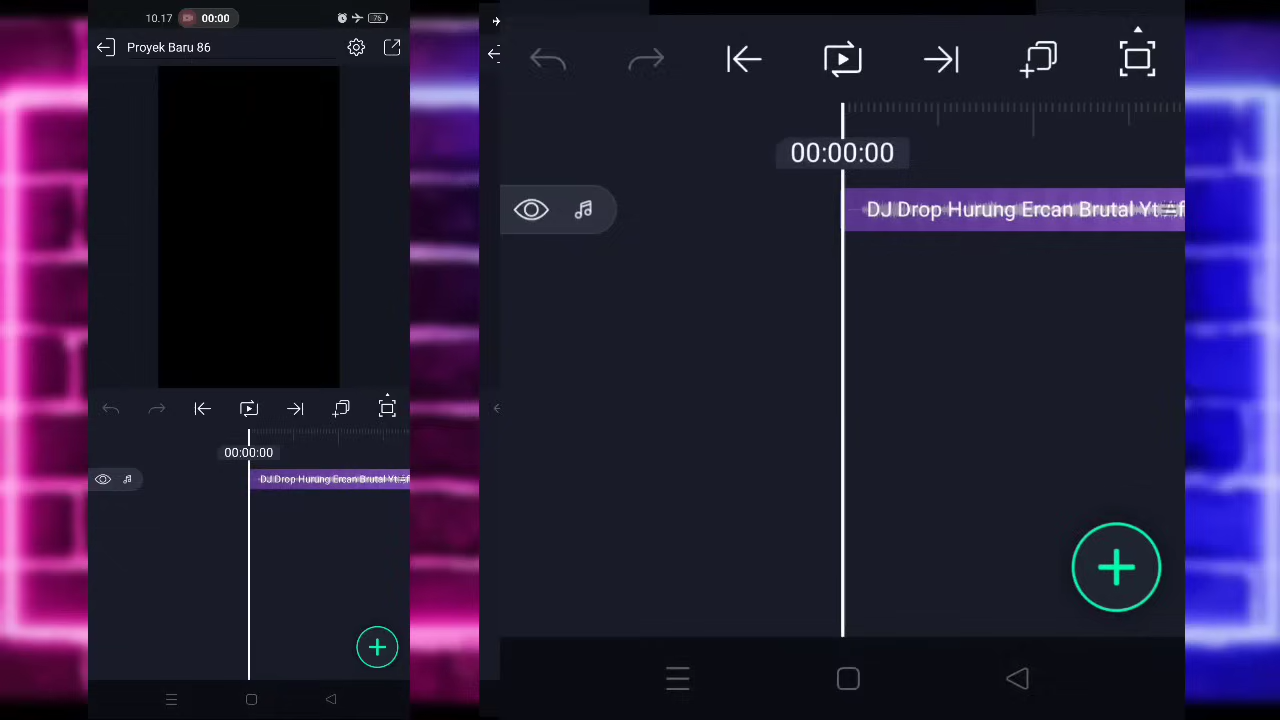 10.17 00:00 76
Proyek Baru 86
00:00:00
DJ Drop Hurung Ercan Brutal Yt
00:00:00
DJ Drop Hurung Ercan Brutal Yt